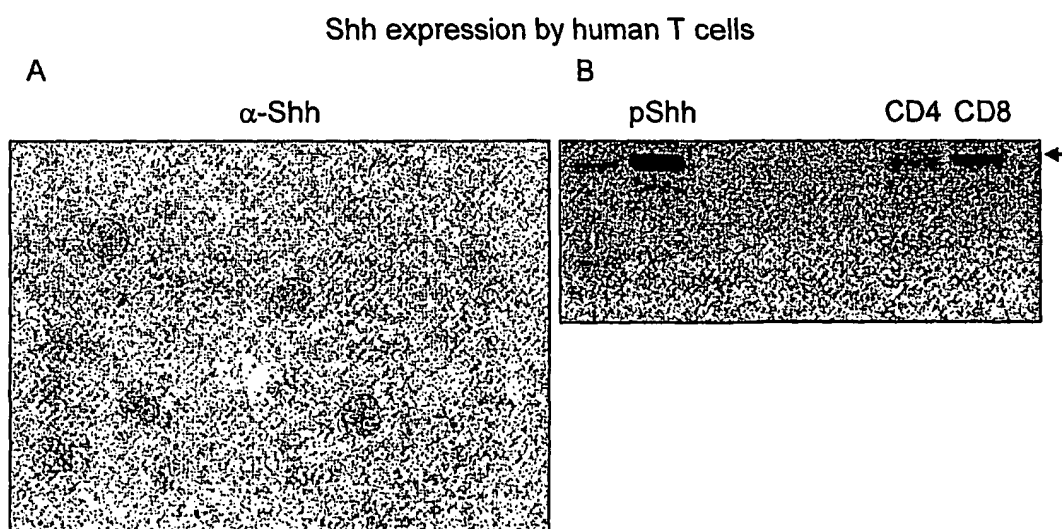 Shh expression by human T cells
A
B
α-Shh
pShh
CD4 CD8